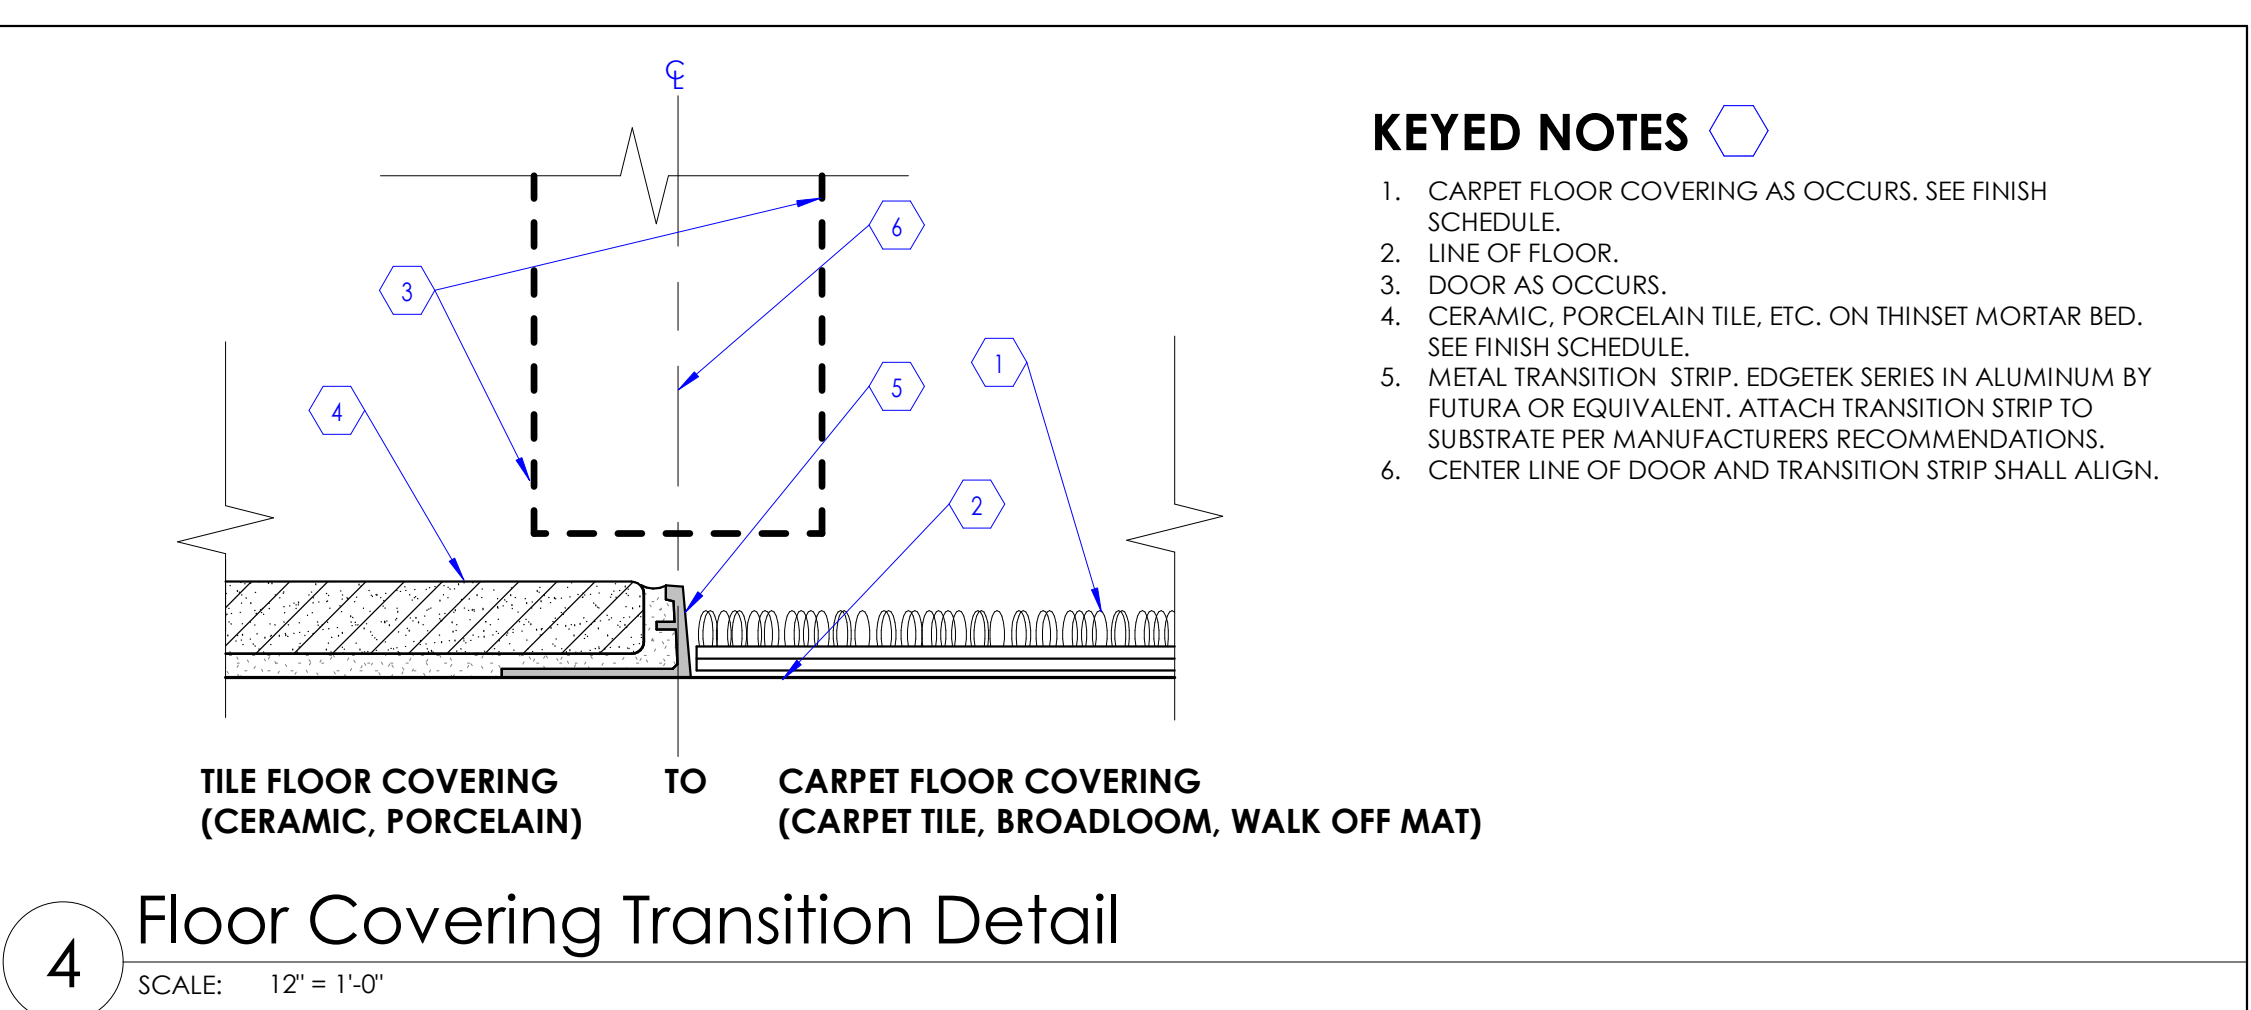 ℄
6
3
1
5
4
2
KEYED NOTES
1. CARPET FLOOR COVERING AS OCCURS. SEE FINISH
SCHEDULE.
2. LINE OF FLOOR.
3. DOOR AS OCCURS.
4. CERAMIC, PORCELAIN TILE, ETC. ON THINSET MORTAR BED.
SEE FINISH SCHEDULE.
5. METAL TRANSITION STRIP. EDGETEK SERIES IN ALUMINUM BY
FUTURA OR EQUIVALENT. ATTACH TRANSITION STRIP TO
SUBSTRATE PER MANUFACTURERS RECOMMENDATIONS.
6. CENTER LINE OF DOOR AND TRANSITION STRIP SHALL ALIGN.
TILE FLOOR COVERING TO CARPET FLOOR COVERING
(CERAMIC, PORCELAIN) (CARPET TILE, BROADLOOM, WALK OFF MAT)
4 Floor Covering Transition Detail
SCALE: 12" = 1'-0"